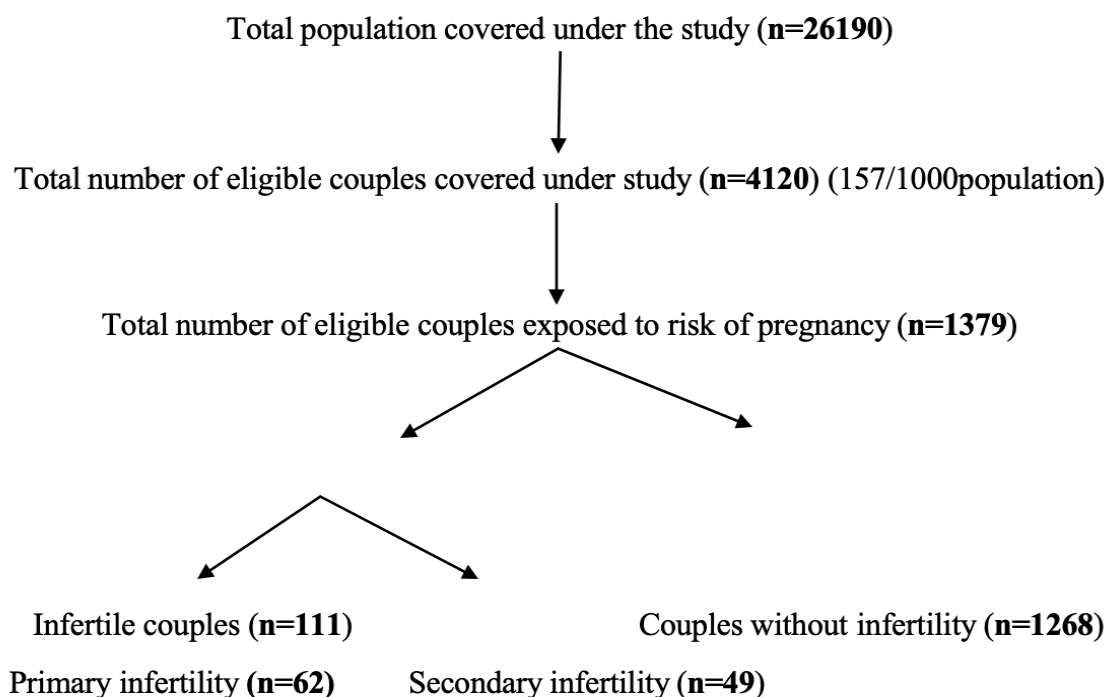 Total population covered under the study (n=26190)
Total number of eligible couples covered under study (n=4120) (157/1000population)
Total number of eligible couples exposed to risk of pregnancy (n=1379)
Infertile couples (n=111) Couples without infertility (n=1268)
Primary infertility (n=62) Secondary infertility (n=49)